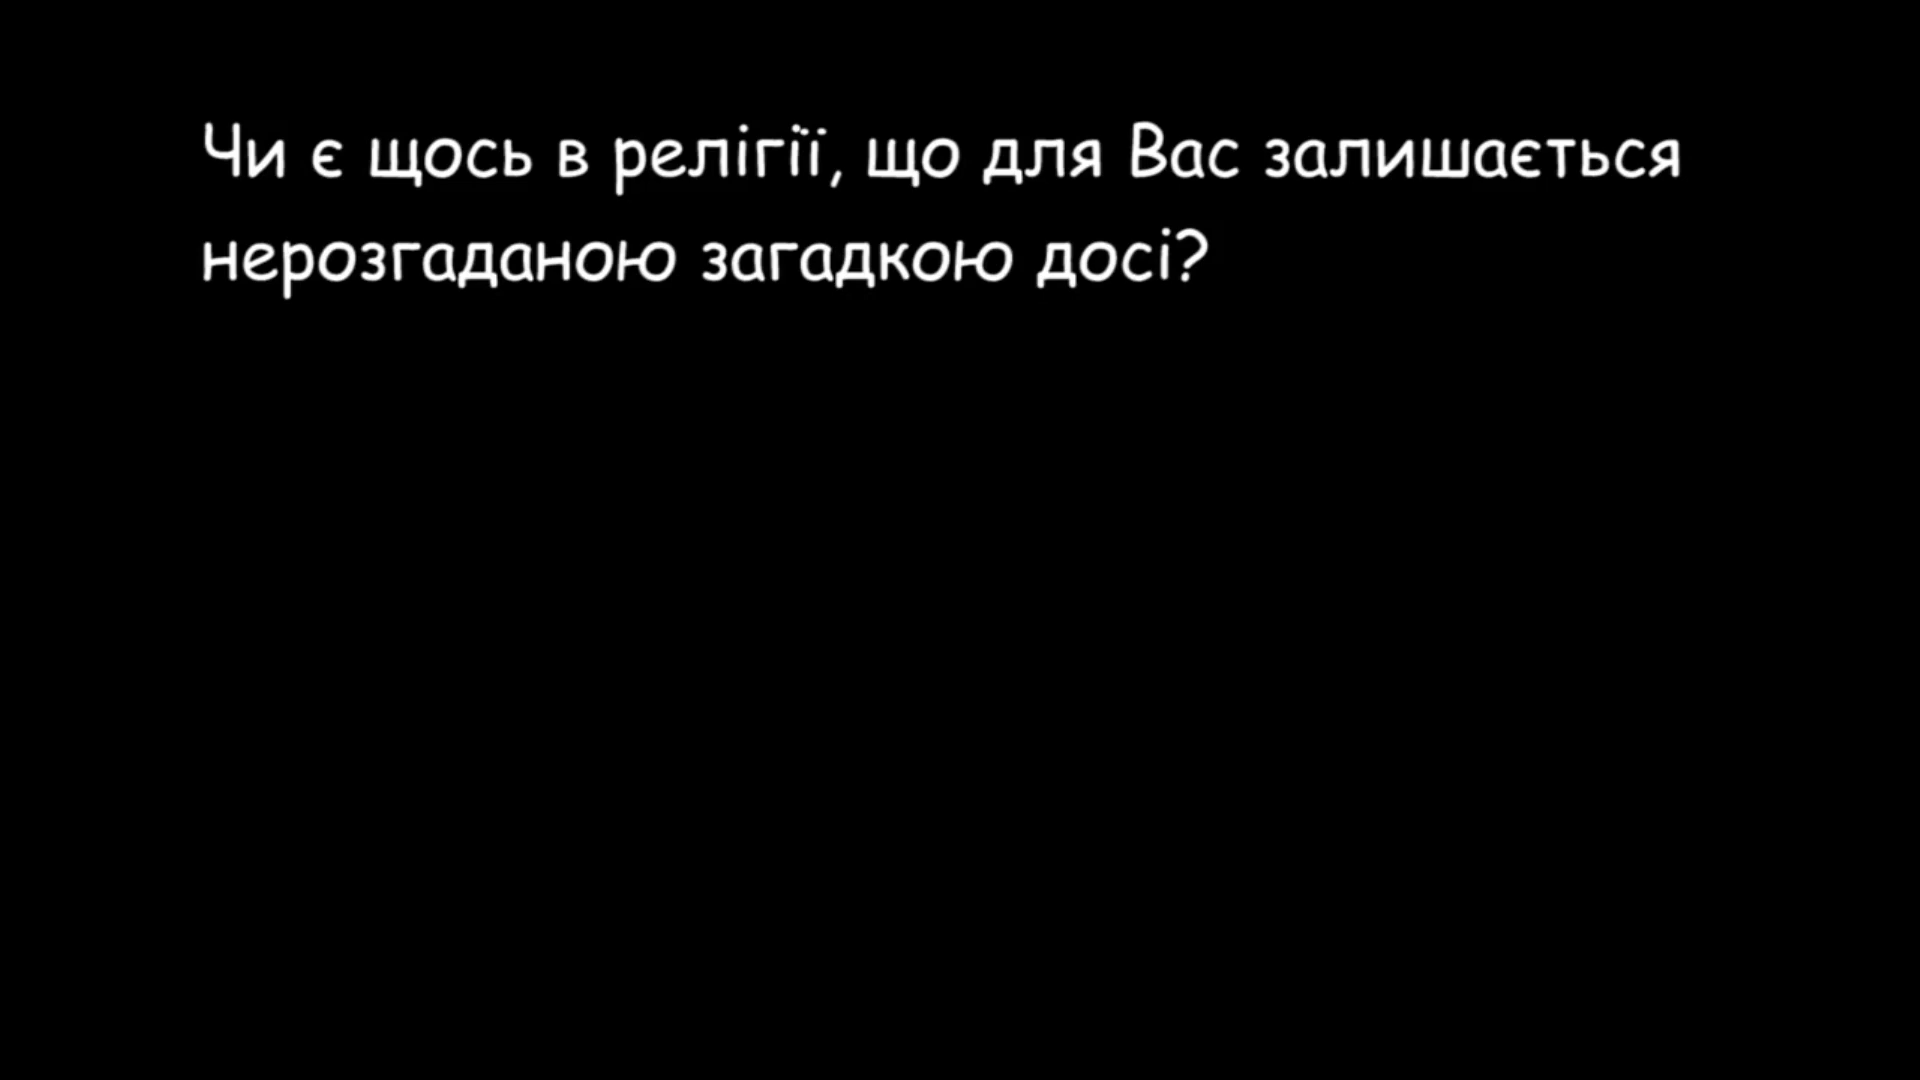 Чи є щось в релігії, що для Вас залишається
нерозгаданою загадкою досі?